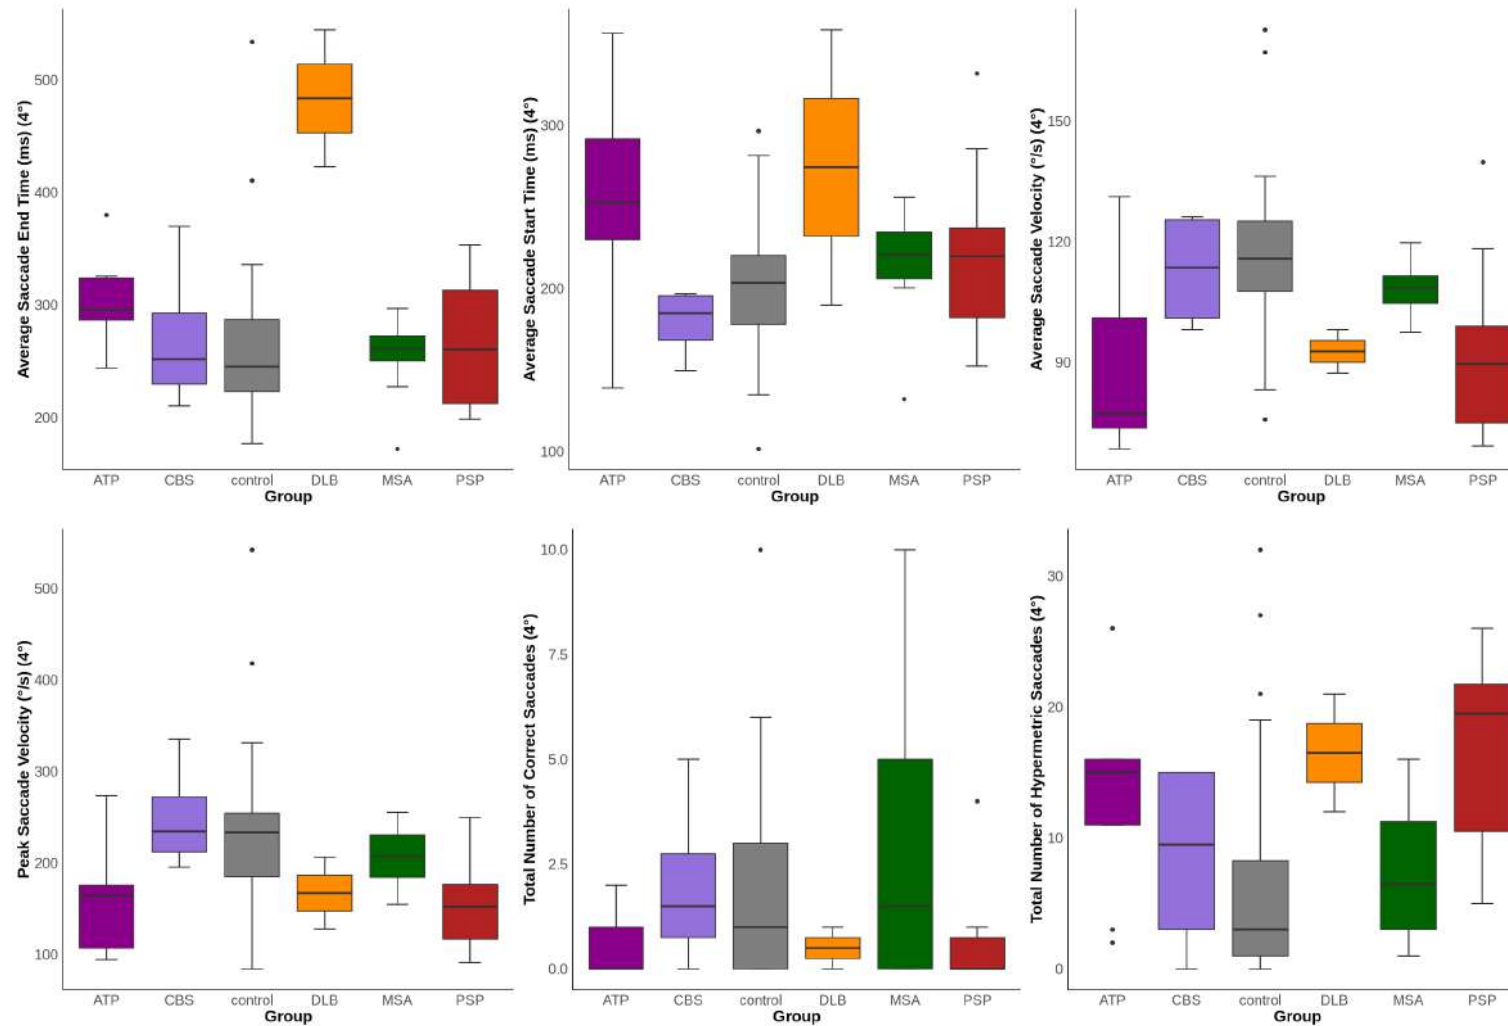 Average Saccade End Time (ms) (4°)
500
400
300
200
ATP CBS control DLB MSA PSP
Group
Average Saccade Start Time (ms) (4°)
300
200
100
ATP CBS control DLB MSA PSP
Group
Average Saccade Velocity (°/s) (4°)
150
120
90
ATP CBS control DLB MSA PSP
Group
Peak Saccade Velocity (°/s) (4°)
500
400
300
200
100
ATP CBS control DLB MSA PSP
Group
Total Number of Correct Saccades (4°)
10.0
7.5
5.0
2.5
0.0
ATP CBS control DLB MSA PSP
Group
Total Number of Hypermetric Saccades (4°)
30
20
10
0
ATP CBS control DLB MSA PSP
Group